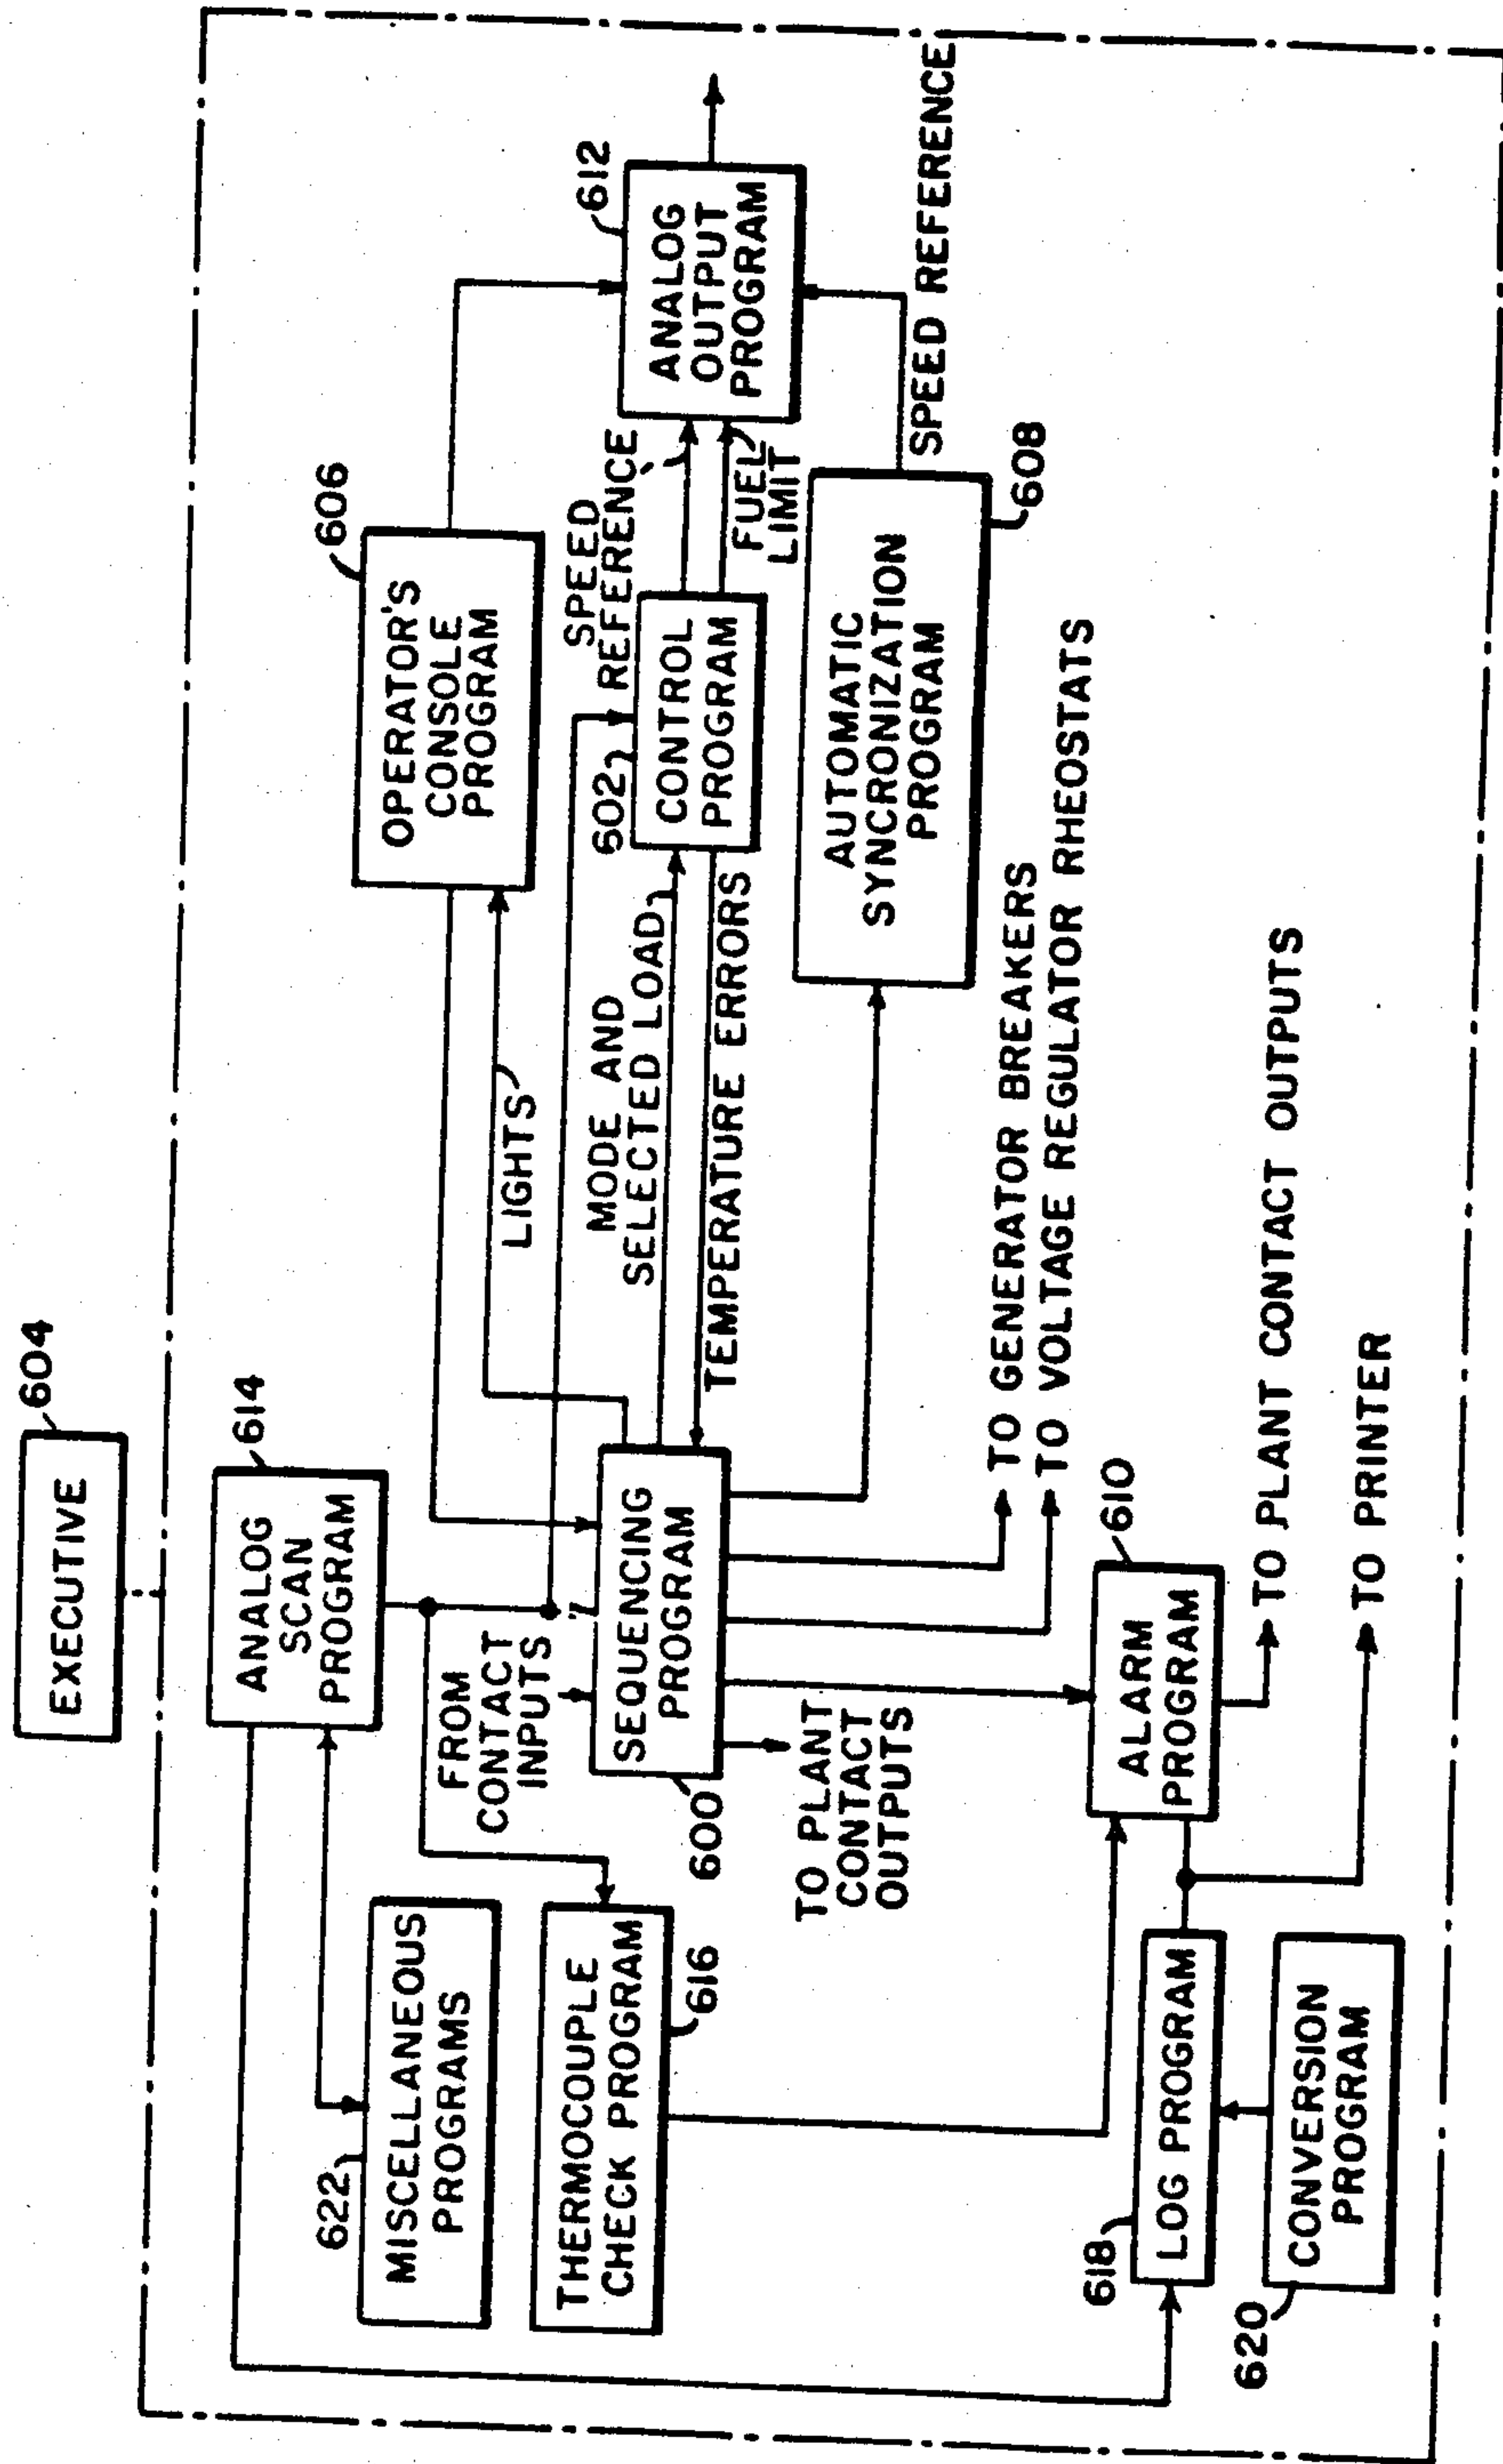 EXECUTIVE
604
ANALOG
SCAN
PROGRAM
614
MISCELLANEOUS
PROGRAMS
622
THERMOCOUPLE
CHECK PROGRAM
616
FROM
CONTACT
INPUTS
SEQUENCING
PROGRAM
600
TO PLANT
CONTACT
OUTPUTS
LIGHTS
OPERATOR'S
CONSOLE
PROGRAM
606
MODE AND
SELECTED LOAD
TEMPERATURE ERRORS
602
CONTROL
PROGRAM
SPEED
REFERENCE
FUEL
LIMIT
ANALOG
OUTPUT
PROGRAM
612
AUTOMATIC
SYNCRONIZATION
PROGRAM
608
SPEED REFERENCE
TO GENERATOR BREAKERS
TO VOLTAGE REGULATOR RHEOSTATS
ALARM
PROGRAM
610
TO PLANT CONTACT OUTPUTS
TO PRINTER
LOG PROGRAM
618
CONVERSION
PROGRAM
620